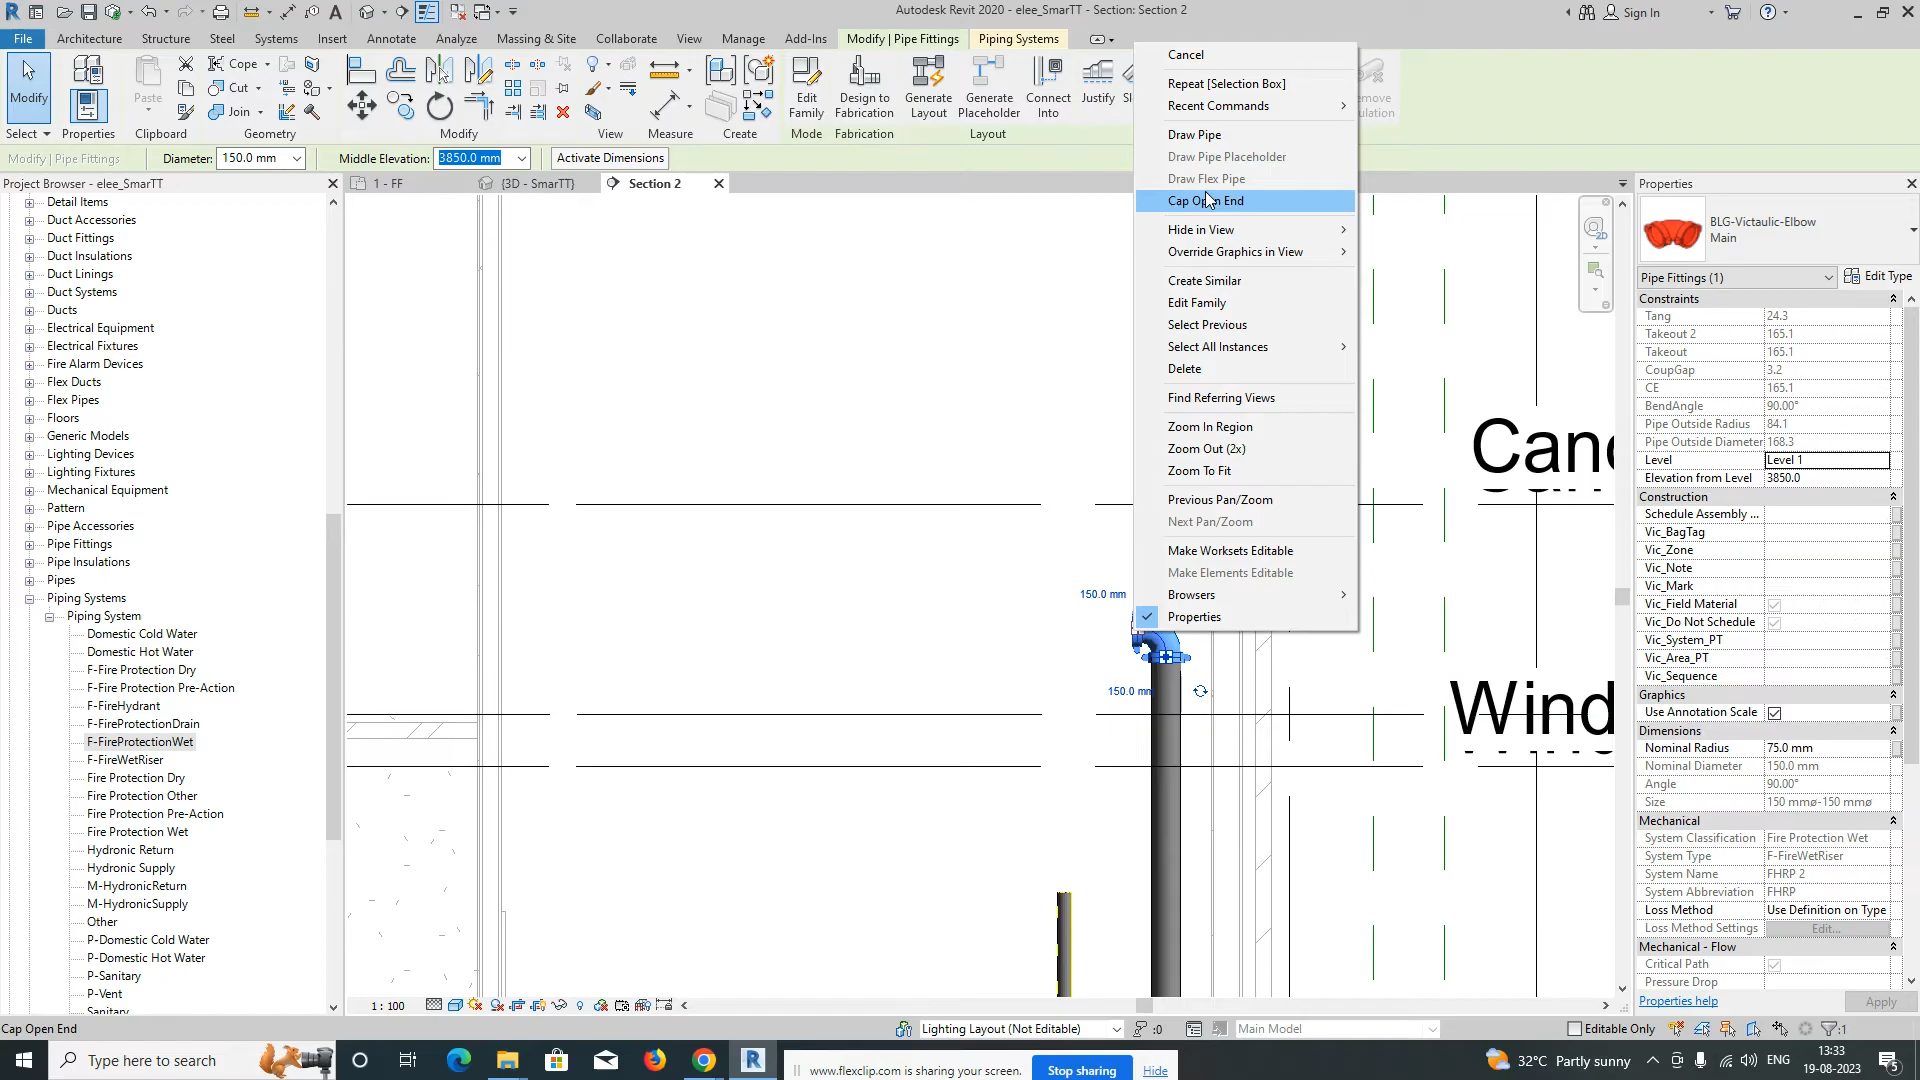 Autodesk Revit 2020 - elee_SmarTT - Section: Section 2
Sign In
File
Architecture
Structure
Steel
Systems
Insert
Annotate
Analyze
Massing & Site
Collaborate
View
Manage
Add-Ins
Modify | Pipe Fittings
Piping Systems
Modify
Paste
Cope
Cut
Join
Edit Family
Design to Fabrication
Generate Layout
Generate Placeholder
Connect Into
Justify
Select
Properties
Clipboard
Geometry
Modify
View
Measure
Create
Mode
Fabrication
Layout
Modify | Pipe Fittings
Diameter: 150.0 mm
Middle Elevation: 3850.0 mm
Activate Dimensions
Project Browser - elee_SmarTT
1 - FF
{3D - SmarTT}
Section 2
Detail Items
Duct Accessories
Duct Fittings
Duct Insulations
Duct Linings
Duct Systems
Ducts
Electrical Equipment
Electrical Fixtures
Fire Alarm Devices
Flex Ducts
Flex Pipes
Floors
Generic Models
Lighting Devices
Lighting Fixtures
Mechanical Equipment
Pattern
Pipe Accessories
Pipe Fittings
Pipe Insulations
Pipes
Piping Systems
Piping System
Domestic Cold Water
Domestic Hot Water
F-Fire Protection Dry
F-Fire Protection Pre-Action
F-FireHydrant
F-FireProtectionDrain
F-FireProtectionWet
F-FireWetRiser
Fire Protection Dry
Fire Protection Other
Fire Protection Pre-Action
Fire Protection Wet
Hydronic Return
Hydronic Supply
M-HydronicReturn
M-HydronicSupply
Other
P-Domestic Cold Water
P-Domestic Hot Water
P-Sanitary
P-Vent
Sanitary
Cancel
Repeat [Selection Box]
Recent Commands
Draw Pipe
Draw Pipe Placeholder
Draw Flex Pipe
Cap Open End
Hide in View
Override Graphics in View
Create Similar
Edit Family
Select Previous
Select All Instances
Delete
Find Referring Views
Zoom In Region
Zoom Out (2x)
Zoom To Fit
Previous Pan/Zoom
Next Pan/Zoom
Make Worksets Editable
Make Elements Editable
Browsers
Properties
150.0 mm
150.0 mm
Wind
Properties
BLG-Victaulic-Elbow
Main
Pipe Fittings (1)
Edit Type
Constraints
Tang 24.3
Takeout 2 165.1
Takeout 165.1
CoupGap 3.2
CE 165.1
BendAngle 90.00°
Pipe Outside Radius 84.1
Pipe Outside Diameter 168.3
Level Level 1
Elevation from Level 3850.0
Construction
Schedule Assembly ...
Vic_BagTag
Vic_Zone
Vic_Note
Vic_Mark
Vic_Field Material
Vic_Do Not Schedule
Vic_System_PT
Vic_Area_PT
Vic_Sequence
Graphics
Use Annotation Scale
Dimensions
Nominal Radius 75.0 mm
Nominal Diameter 150.0 mm
Angle 90.00°
Size 150 mmø-150 mmø
Mechanical
System Classification Fire Protection Wet
System Type F-FireWetRiser
System Name FHRP 2
System Abbreviation FHRP
Loss Method Use Definition on Type
Loss Method Settings Edit...
Mechanical - Flow
Critical Path
Pressure Drop
Properties help
Apply
1 : 100
Cap Open End
Lighting Layout (Not Editable)
:0
Main Model
Editable Only
:1
Type here to search
www.flexclip.com is sharing your screen.
Stop sharing
Hide
32°C Partly sunny
ENG
13:33
19-08-2023
5